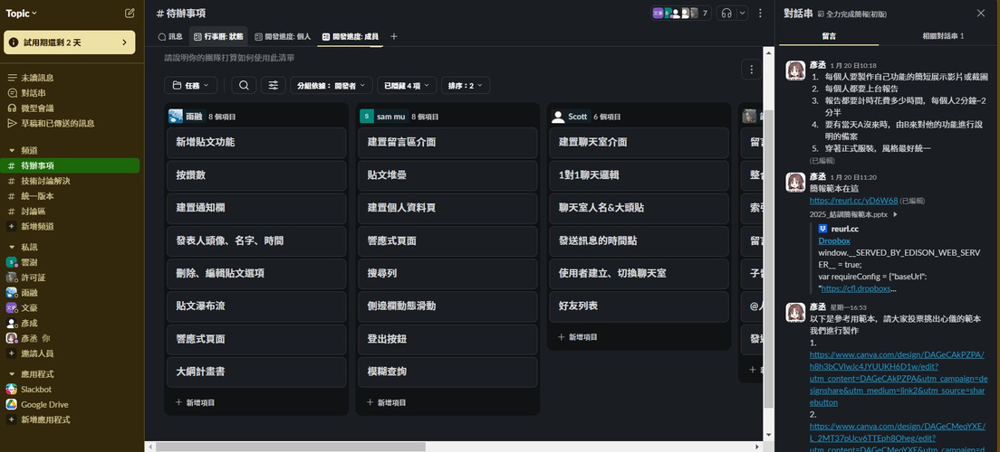 Topic
試用期還剩 2 天
未讀訊息
對話串
微型會議
草稿和已傳送的訊息
頻道
# 待辦事項
# 技術討論解決
# 統一版本
# 討論區
+ 新增頻道
私訊
雲澍
許可証
雨融
文豪
彥成
彥丞 你
+ 邀請人員
應用程式
Slackbot
Google Drive
+ 新增應用程式
# 待辦事項
7
訊息
行事曆: 狀態
開發進度: 個人
開發進度: 成員
+
請說明你的團隊打算如何使用此清單
任務
分組依據： 開發者
已隱藏 4 項
排序：2
雨融 8 個項目
新增貼文功能
按讚數
建置通知欄
發表人頭像、名字、時間
刪除、編輯貼文選項
貼文瀑布流
響應式頁面
大綱計畫書
+ 新增項目
S sam mu 8 個項目
建置留言區介面
貼文堆疊
建置個人資料頁
響應式頁面
搜尋列
側邊欄動態滑動
登出按鈕
模糊查詢
+ 新增項目
Scott 6 個項目
建置聊天室介面
1對1聊天邏輯
聊天室人名&大頭貼
發送訊息的時間點
使用者建立、切換聊天室
好友列表
+ 新增項目
留言
整合
索引
留言
子留
@人
發送
對話串 全力完成簡報(初版)
留言
相關對話串 1
彥丞 1 月 20 日10:18
1. 每個人要製作自己功能的簡短展示影片或截圖
2. 每個人都要上台報告
3. 報告都要計時花費多少時間，每個人2分鐘~2
分半
4. 要有當天A沒來時，由B來對他的功能進行說
明的備案
5. 穿著正式服裝，風格最好統一
(已編輯)
彥丞 1 月 20 日11:20
簡報範本在這
https://reurl.cc/vD6W68 (已編輯)
2025_結訓簡報範本.pptx
reurl.cc
Dropbox
window.__SERVED_BY_EDISON_WEB_SERV
ER__ = true;
var requireConfig = {"baseUrl":
"https://cfl.dropboxs...
彥丞 星期一16:53
以下是參考用範本，請大家投票挑出心儀的範本
我們進行製作
1.
https://www.canva.com/design/DAGeCAkPZPA/
h8h3bCVlwJc4JYUUKH6D1w/edit?
utm_content=DAGeCAkPZPA&utm_campaign=de
signshare&utm_medium=link2&utm_source=share
button
2.
https://www.canva.com/design/DAGeCMeqYXE/
L_2MT37pUcv6TTEph8Oheg/edit?
utm_content=DAGeCMeqYXE&utm_campaign=d